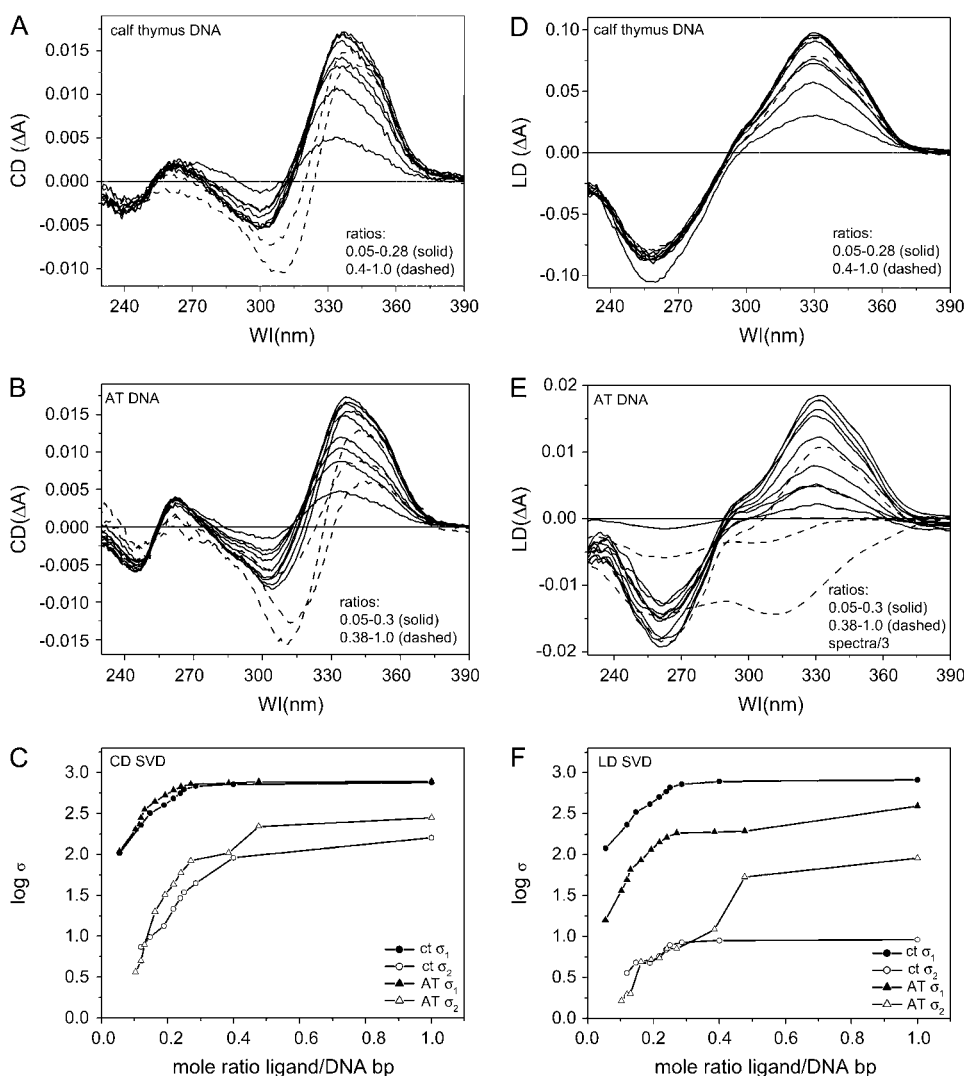 A
calf thymus DNA
CD (ΔA)
0.015
0.010
0.005
0.000
-0.005
-0.010
ratios:
0.05-0.28 (solid)
0.4-1.0 (dashed)
240 270 300 330 360 390
Wl(nm)
D
calf thymus DNA
LD (ΔA)
0.10
0.05
0.00
-0.05
-0.10
ratios:
0.05-0.28 (solid)
0.4-1.0 (dashed)
240 270 300 330 360 390
Wl(nm)
B
AT DNA
CD(ΔA)
0.015
0.010
0.005
0.000
-0.005
-0.010
-0.015
ratios:
0.05-0.3 (solid)
0.38-1.0 (dashed)
240 270 300 330 360 390
Wl(nm)
E
AT DNA
LD(ΔA)
0.02
0.01
0.00
-0.01
-0.02
ratios:
0.05-0.3 (solid)
0.38-1.0 (dashed)
spectra/3
240 270 300 330 360 390
Wl(nm)
C
CD SVD
log σ
3.0
2.5
2.0
1.5
1.0
0.5
0.0
ct σ1
ct σ2
AT σ1
AT σ2
0.0 0.2 0.4 0.6 0.8 1.0
mole ratio ligand/DNA bp
F
LD SVD
log σ
3.0
2.5
2.0
1.5
1.0
0.5
0.0
ct σ1
ct σ2
AT σ1
AT σ2
0.0 0.2 0.4 0.6 0.8 1.0
mole ratio ligand/DNA bp